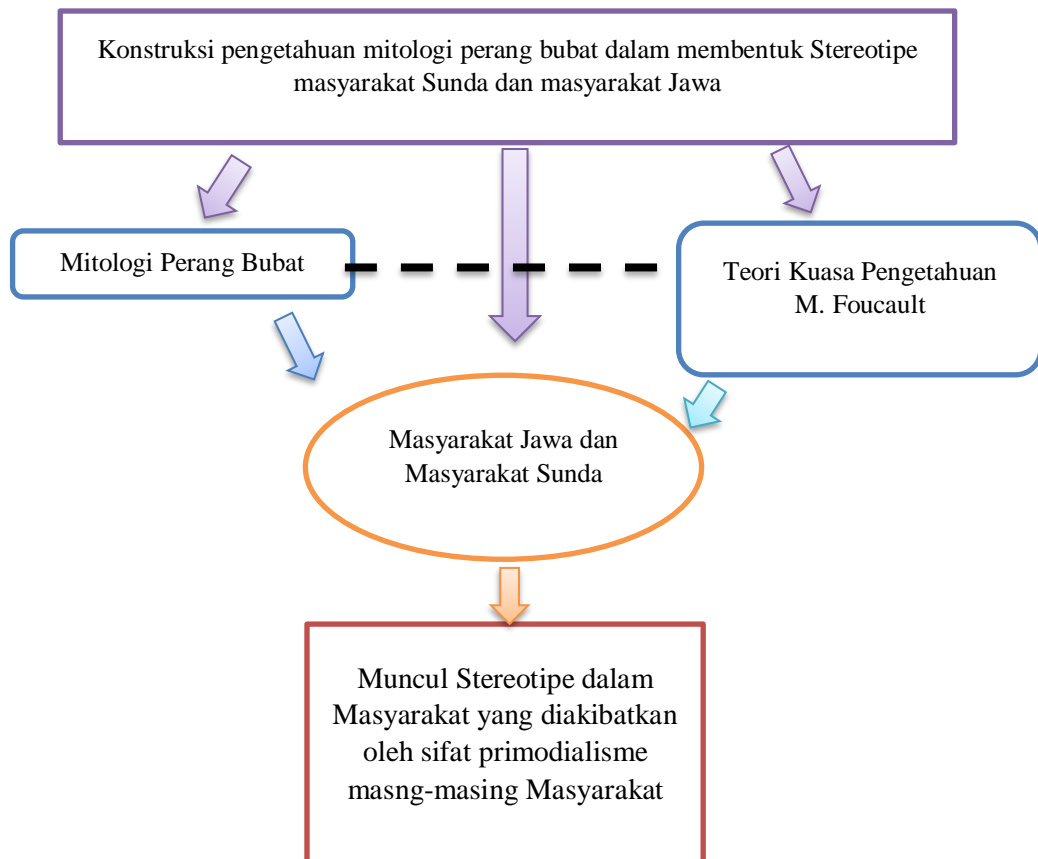 Konstruksi pengetahuan mitologi perang bubat dalam membentuk Stereotipe
masyarakat Sunda dan masyarakat Jawa
Mitologi Perang Bubat
Teori Kuasa Pengetahuan
M. Foucault
Masyarakat Jawa dan
Masyarakat Sunda
Muncul Stereotipe dalam
Masyarakat yang diakibatkan
oleh sifat primodialisme
masng-masing Masyarakat